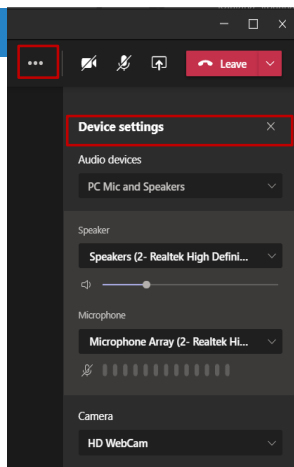 Leave
Device settings
Audio devices
PC Mic and Speakers
Speaker
Speakers (2- Realtek High Defini...
Microphone
Microphone Array (2- Realtek Hi...
Camera
HD WebCam